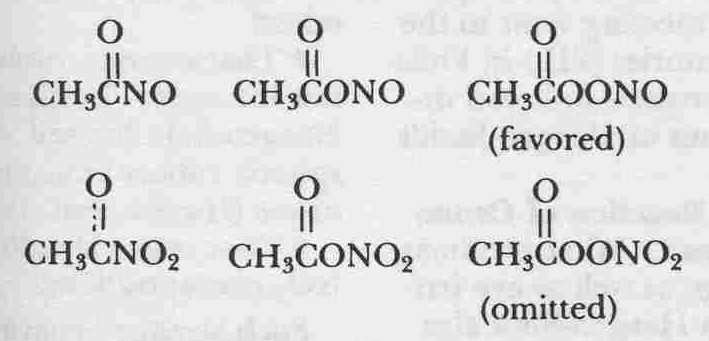 O O O
CH₃CNO CH₃CONO CH₃COONO
(favored)
O O O
CH₃CNO₂ CH₃CONO₂ CH₃COONO₂
(omitted)